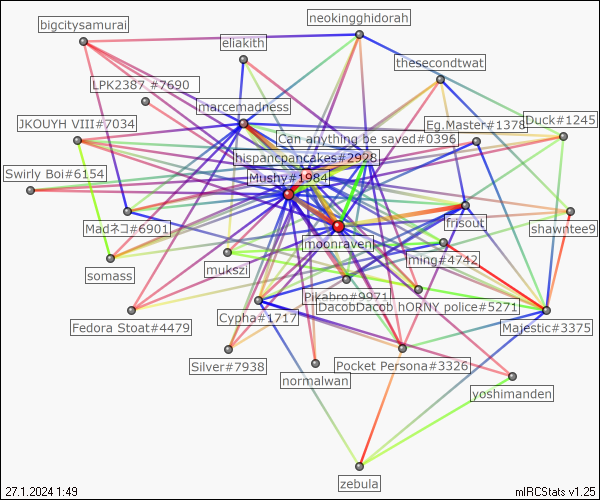 bigcitysamurai
neokingghidorah
eliakith
thesecondtwat
LPK2387 #7690
marcemadness
JKOUYH VIII#7034
Can anything be saved#0396
Eg.Master#1378
Duck#1245
hispancpancakes#2928
Swirly Boi#6154
Mushy#1984
Madネコ#6901
frisout
shawntee9
moonraven
somass
mukszi
ming#4742
Pikabro#9971
DacobDacob hORNY police#5271
Fedora Stoat#4479
Cypha#1717
Majestic#3375
Silver#7938
Pocket Persona#3326
normalwan
yoshimanden
zebula
27.1.2024 1:49
mIRCStats v1.25